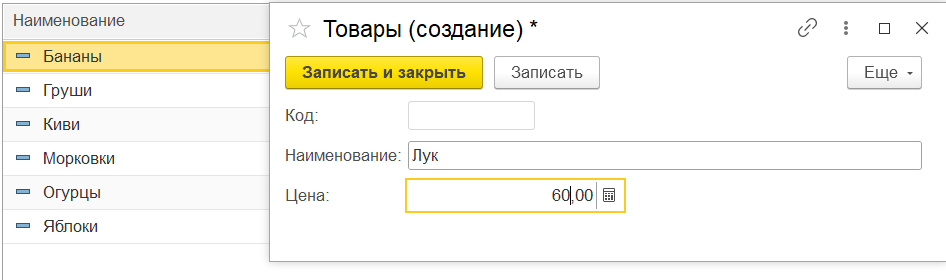 Наименование
Бананы
Груши
Киви
Морковки
Огурцы
Яблоки
Товары (создание) *
Записать и закрыть
Записать
Еще
Код:
Наименование: Лук
Цена: 60,00